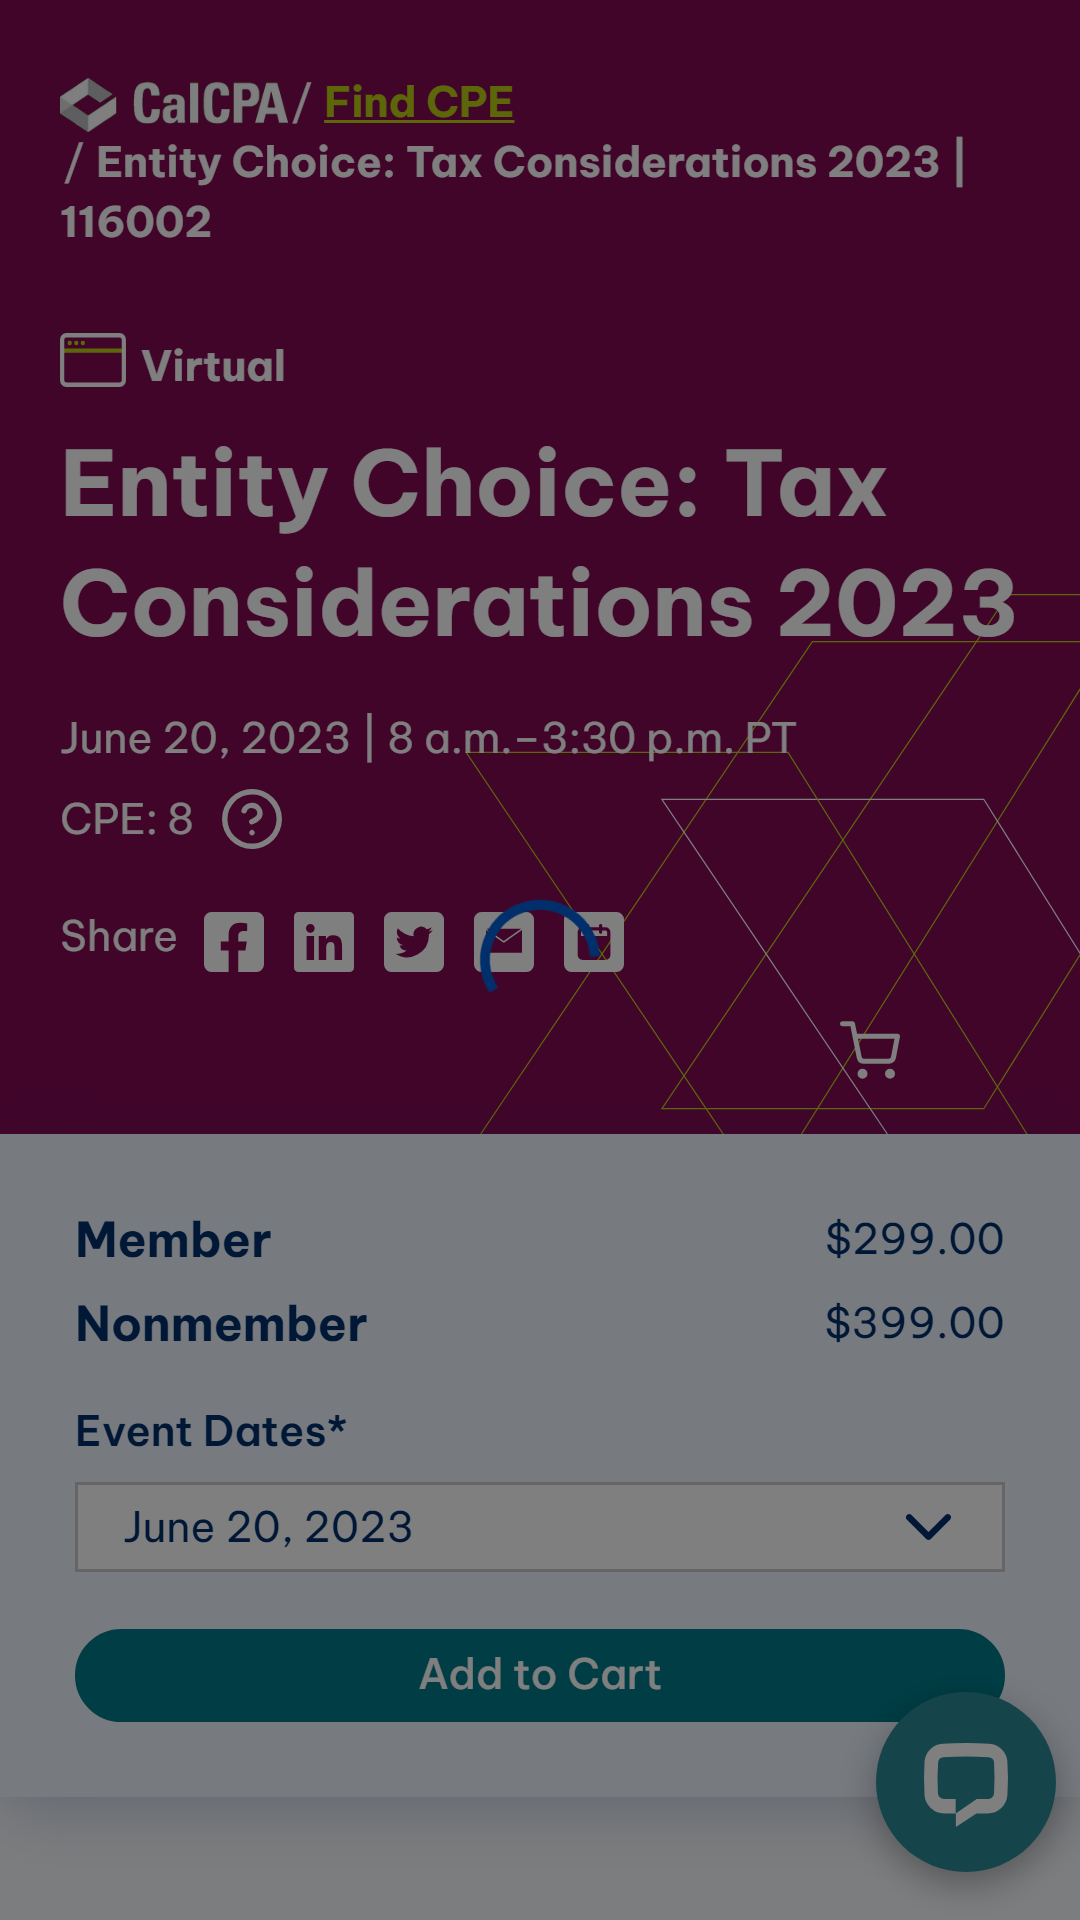 CalCPA / Find CPE
/ Entity Choice: Tax Considerations 2023 |
116002
Virtual
Entity Choice: Tax
Considerations 2023
June 20, 2023 | 8 a.m.–3:30 p.m. PT
CPE: 8 ?
Share
Member $299.00
Nonmember $399.00
Event Dates*
June 20, 2023
Add to Cart